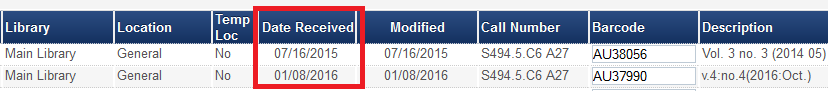 Library Location Temp Loc Date Received Modified Call Number Barcode Description
Main Library General No 07/16/2015 07/16/2015 S494.5.C6 A27 AU38056 Vol. 3 no. 3 (2014 05)
Main Library General No 01/08/2016 01/08/2016 S494.5.C6 A27 AU37990 v.4:no.4(2016:Oct.)